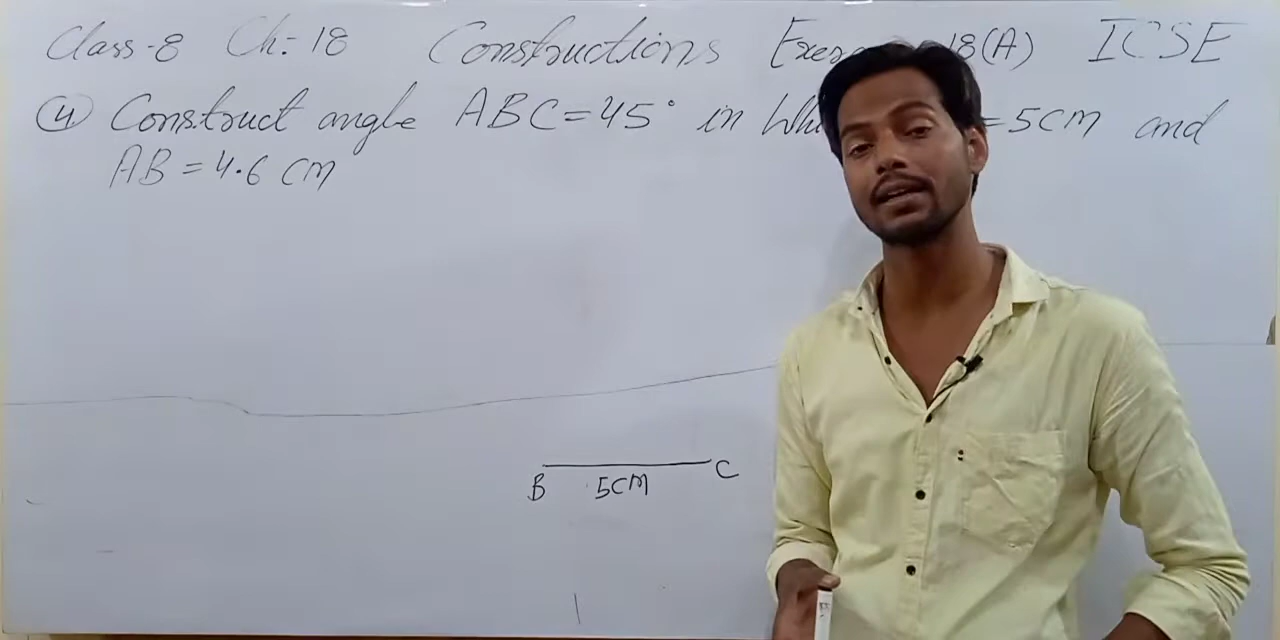 Class-8 Ch:-18 Constructions 18(A) ICSE
(4) Construct angle ABC=45° in =5CM and
AB=4.6 CM
B 5CM C